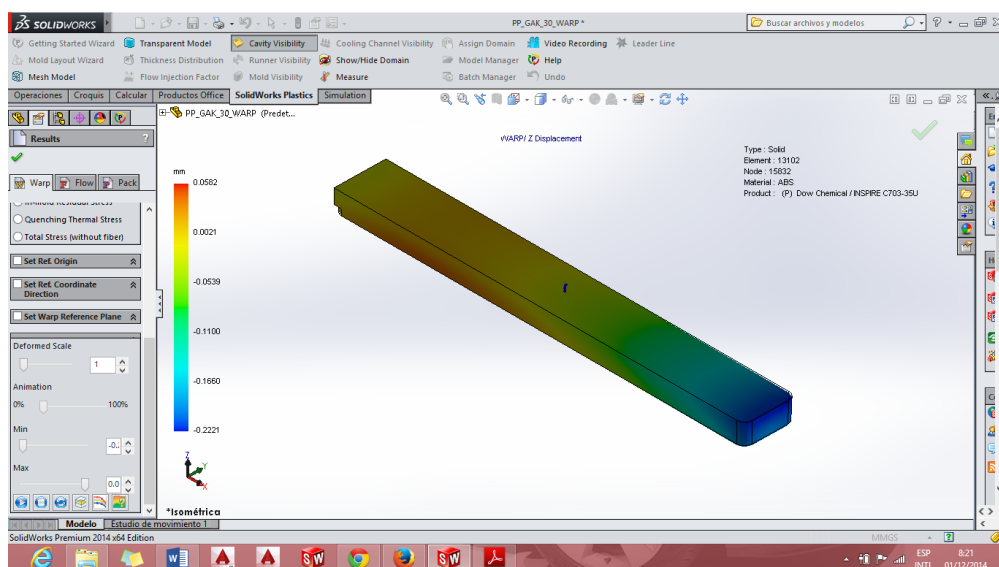 SOLIDWORKS
PP_GAK_30_WARP *
Buscar archivos y modelos
Getting Started Wizard
Transparent Model
Cavity Visibility
Cooling Channel Visibility
Assign Domain
Video Recording
Leader Line
Mold Layout Wizard
Thickness Distribution
Runner Visibility
Show/Hide Domain
Model Manager
Help
Mesh Model
Flow Injection Factor
Mold Visibility
Measure
Batch Manager
Undo
Operaciones
Croquis
Calcular
Productos Office
SolidWorks Plastics
Simulation
PP_GAK_30_WARP (Predet...
Results
?
Warp
Flow
Pack
Quenching Thermal Stress
Total Stress (without fiber)
Set Ref. Origin
Set Ref. Coordinate
Direction
Set Warp Reference Plane
Deformed Scale
1
Animation
0%
100%
Min
-0.:
Max
0.0
WARP/ Z Displacement
Type : Solid
Element : 13102
Node : 15832
Material : ABS
Product : (P) Dow Chemical / INSPIRE C703-35U
mm
0.0582
0.0021
-0.0539
-0.1100
-0.1660
-0.2221
Z
Y
X
*Isométrica
Modelo
Estudio de movimiento 1
SolidWorks Premium 2014 x64 Edition
MMGS
ESP
INTL
8:21
01/12/2014